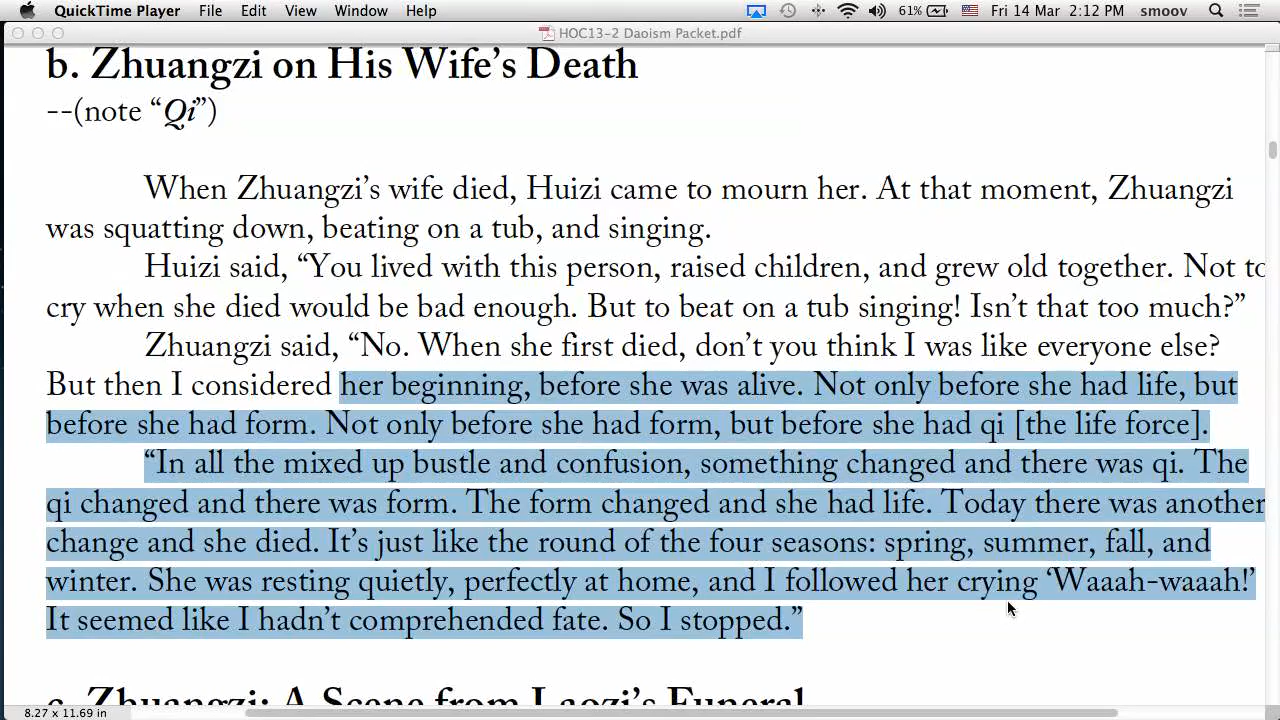 QuickTime Player File Edit View Window Help 61% Fri 14 Mar 2:12 PM smoov
HOC13-2 Daoism Packet.pdf
b. Zhuangzi on His Wife’s Death
--(note “Qi”)
When Zhuangzi’s wife died, Huizi came to mourn her. At that moment, Zhuangzi
was squatting down, beating on a tub, and singing.
Huizi said, “You lived with this person, raised children, and grew old together. Not to
cry when she died would be bad enough. But to beat on a tub singing! Isn’t that too much?”
Zhuangzi said, “No. When she first died, don’t you think I was like everyone else?
But then I considered her beginning, before she was alive. Not only before she had life, but
before she had form. Not only before she had form, but before she had qi [the life force].
“In all the mixed up bustle and confusion, something changed and there was qi. The
qi changed and there was form. The form changed and she had life. Today there was another
change and she died. It’s just like the round of the four seasons: spring, summer, fall, and
winter. She was resting quietly, perfectly at home, and I followed her crying ‘Waaah-waaah!’
It seemed like I hadn’t comprehended fate. So I stopped.”
c. Zhuangzi: A Scene from Laozi’s Funeral
8.27 x 11.69 in